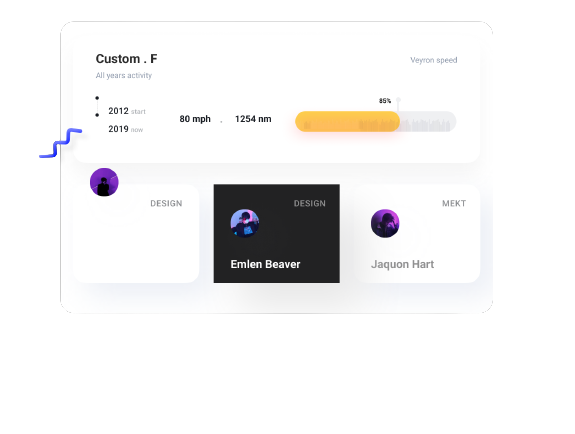 Custom . F
Veyron speed
All years activity
85%
2012 start
80 mph . 1254 nm
2019 now
DESIGN
DESIGN
MEKT
Emlen Beaver
Jaquon Hart